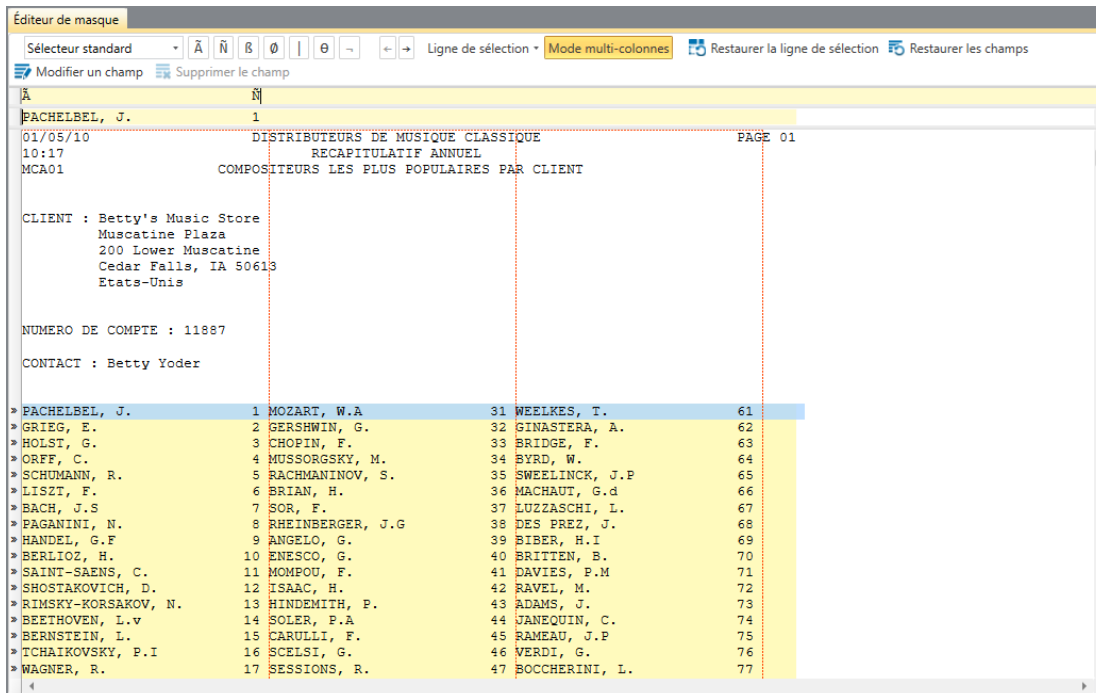 Éditeur de masque
Sélecteur standard Ã Ñ ß Ø | θ ¬ ← → Ligne de sélection Mode multi-colonnes Restaurer la ligne de sélection Restaurer les champs
Modifier un champ Supprimer le champ
Ã Ñ
PACHELBEL, J. 1
01/05/10 DISTRIBUTEURS DE MUSIQUE CLASSIQUE PAGE 01
10:17 RECAPITULATIF ANNUEL
MCA01 COMPOSITEURS LES PLUS POPULAIRES PAR CLIENT
CLIENT : Betty's Music Store
Muscatine Plaza
200 Lower Muscatine
Cedar Falls, IA 50613
Etats-Unis
NUMERO DE COMPTE : 11887
CONTACT : Betty Yoder
» PACHELBEL, J. 1 MOZART, W.A 31 WEELKES, T. 61
» GRIEG, E. 2 GERSHWIN, G. 32 GINASTERA, A. 62
» HOLST, G. 3 CHOPIN, F. 33 BRIDGE, F. 63
» ORFF, C. 4 MUSSORGSKY, M. 34 BYRD, W. 64
» SCHUMANN, R. 5 RACHMANINOV, S. 35 SWEELINCK, J.P 65
» LISZT, F. 6 BRIAN, H. 36 MACHAUT, G.d 66
» BACH, J.S 7 SOR, F. 37 LUZZASCHI, L. 67
» PAGANINI, N. 8 RHEINBERGER, J.G 38 DES PREZ, J. 68
» HANDEL, G.F 9 ANGELO, G. 39 BIBER, H.I 69
» BERLIOZ, H. 10 ENESCO, G. 40 BRITTEN, B. 70
» SAINT-SAENS, C. 11 MOMPOU, F. 41 DAVIES, P.M 71
» SHOSTAKOVICH, D. 12 ISAAC, H. 42 RAVEL, M. 72
» RIMSKY-KORSAKOV, N. 13 HINDEMITH, P. 43 ADAMS, J. 73
» BEETHOVEN, L.v 14 SOLER, P.A 44 JANEQUIN, C. 74
» BERNSTEIN, L. 15 CARULLI, F. 45 RAMEAU, J.P 75
» TCHAIKOVSKY, P.I 16 SCELSI, G. 46 VERDI, G. 76
» WAGNER, R. 17 SESSIONS, R. 47 BOCCHERINI, L. 77